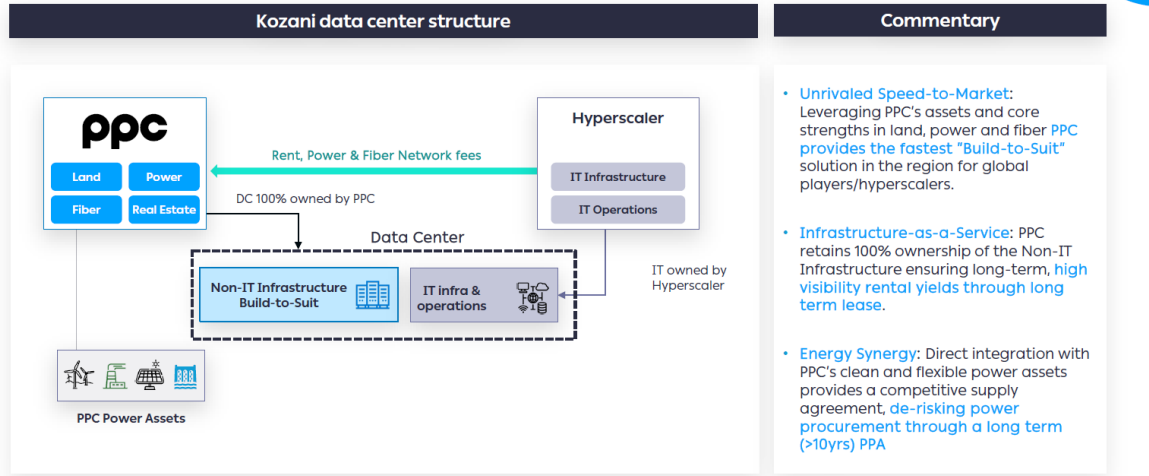 Kozani data center structure
Commentary
ppc
Land
Power
Fiber
Real Estate
Rent, Power & Fiber Network fees
DC 100% owned by PPC
Hyperscaler
IT Infrastructure
IT Operations
Data Center
Non-IT Infrastructure
Build-to-Suit
IT infra &
operations
IT owned by
Hyperscaler
PPC Power Assets
• Unrivaled Speed-to-Market:
Leveraging PPC's assets and core
strengths in land, power and fiber PPC
provides the fastest "Build-to-Suit"
solution in the region for global
players/hyperscalers.
• Infrastructure-as-a-Service: PPC
retains 100% ownership of the Non-IT
Infrastructure ensuring long-term, high
visibility rental yields through long
term lease.
• Energy Synergy: Direct integration with
PPC's clean and flexible power assets
provides a competitive supply
agreement, de-risking power
procurement through a long term
(>10yrs) PPA